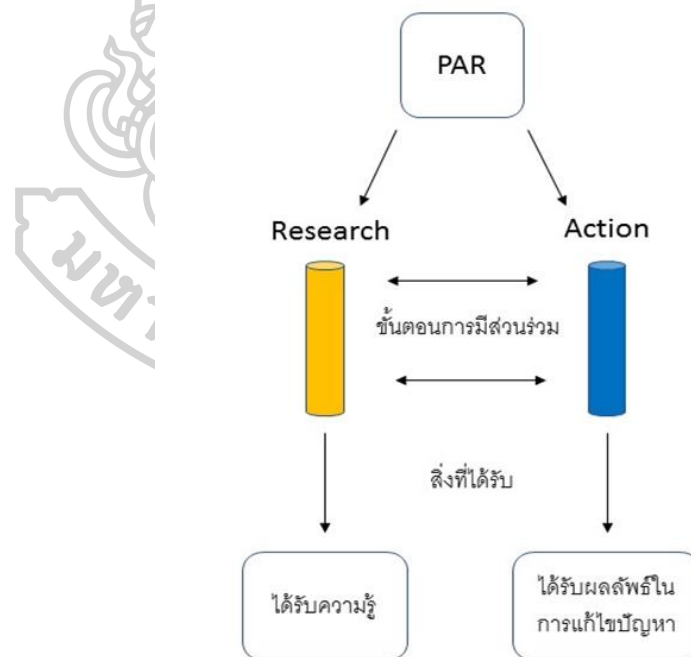 PAR
Research
Action
ขั้นตอนการมีส่วนร่วม
สิ่งที่ได้รับ
ได้รับความรู้
ได้รับผลลัพธ์ใน
การแก้ไขปัญหา